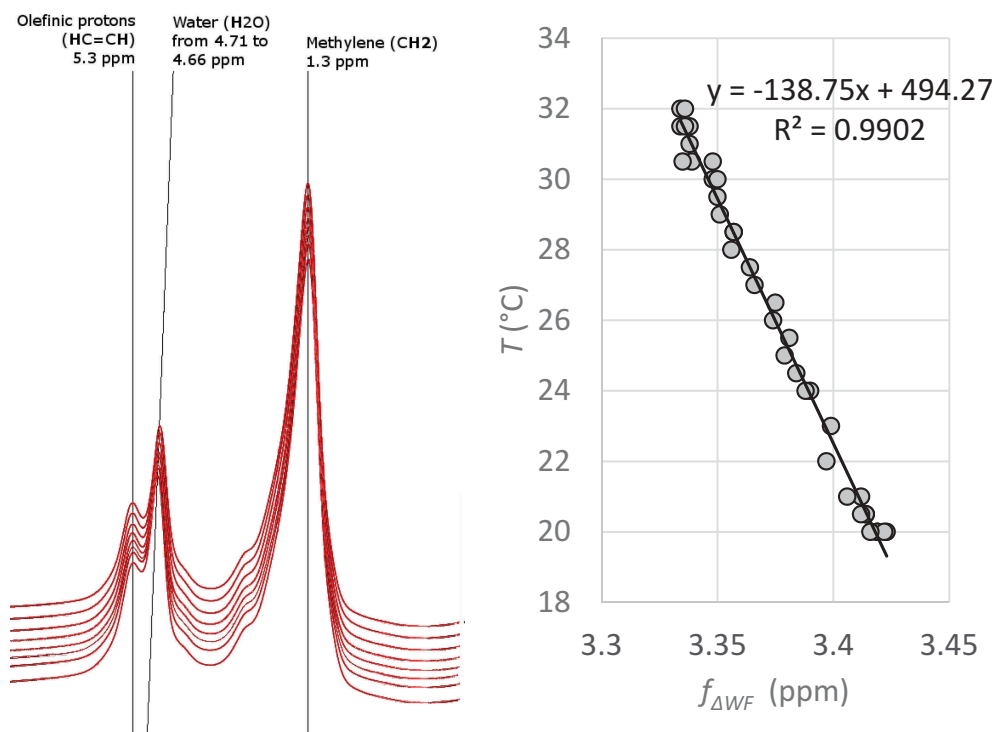 Olefinic protons
(HC=CH)
5.3 ppm
Water (H2O)
from 4.71 to
4.66 ppm
Methylene (CH2)
1.3 ppm
34
32
30
28
26
24
22
20
18
T (°C)
y = -138.75x + 494.27
R² = 0.9902
3.3
3.35
3.4
3.45
fΔWF (ppm)